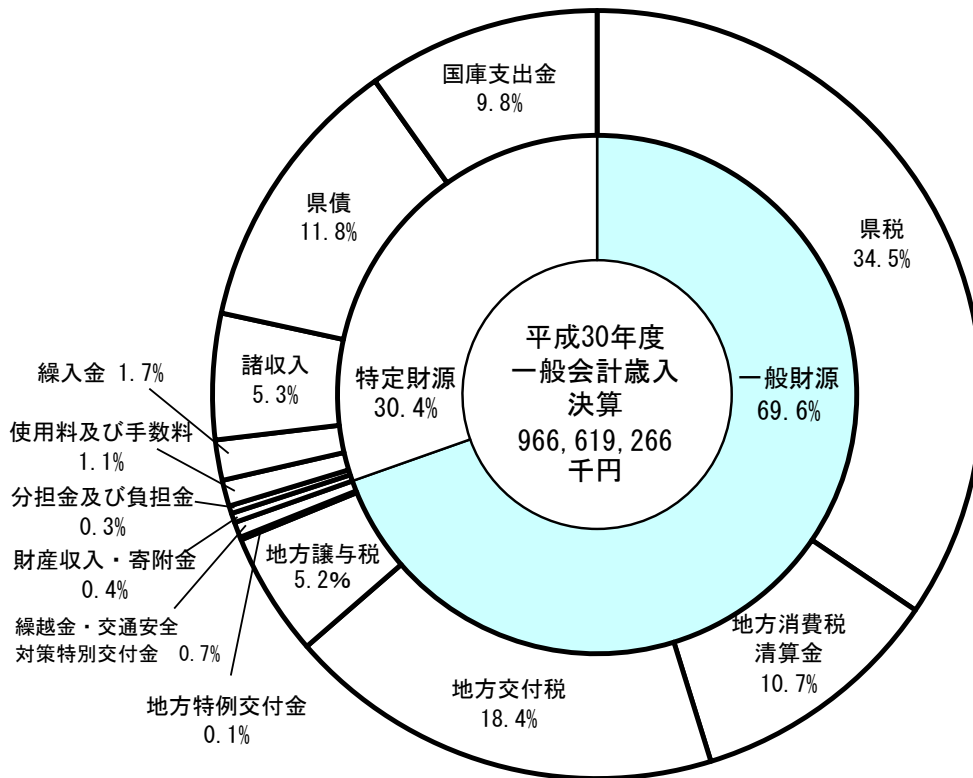 国庫支出金
9.8%
県債
11.8%
県税
34.5%
諸収入
5.3%
特定財源
30.4%
平成30年度
一般会計歳入
決算
966,619,266
千円
一般財源
69.6%
繰入金 1.7%
使用料及び手数料
1.1%
分担金及び負担金
0.3%
財産収入・寄附金
0.4%
繰越金・交通安全
対策特別交付金 0.7%
地方特例交付金
0.1%
地方譲与税
5.2%
地方交付税
18.4%
地方消費税
清算金
10.7%